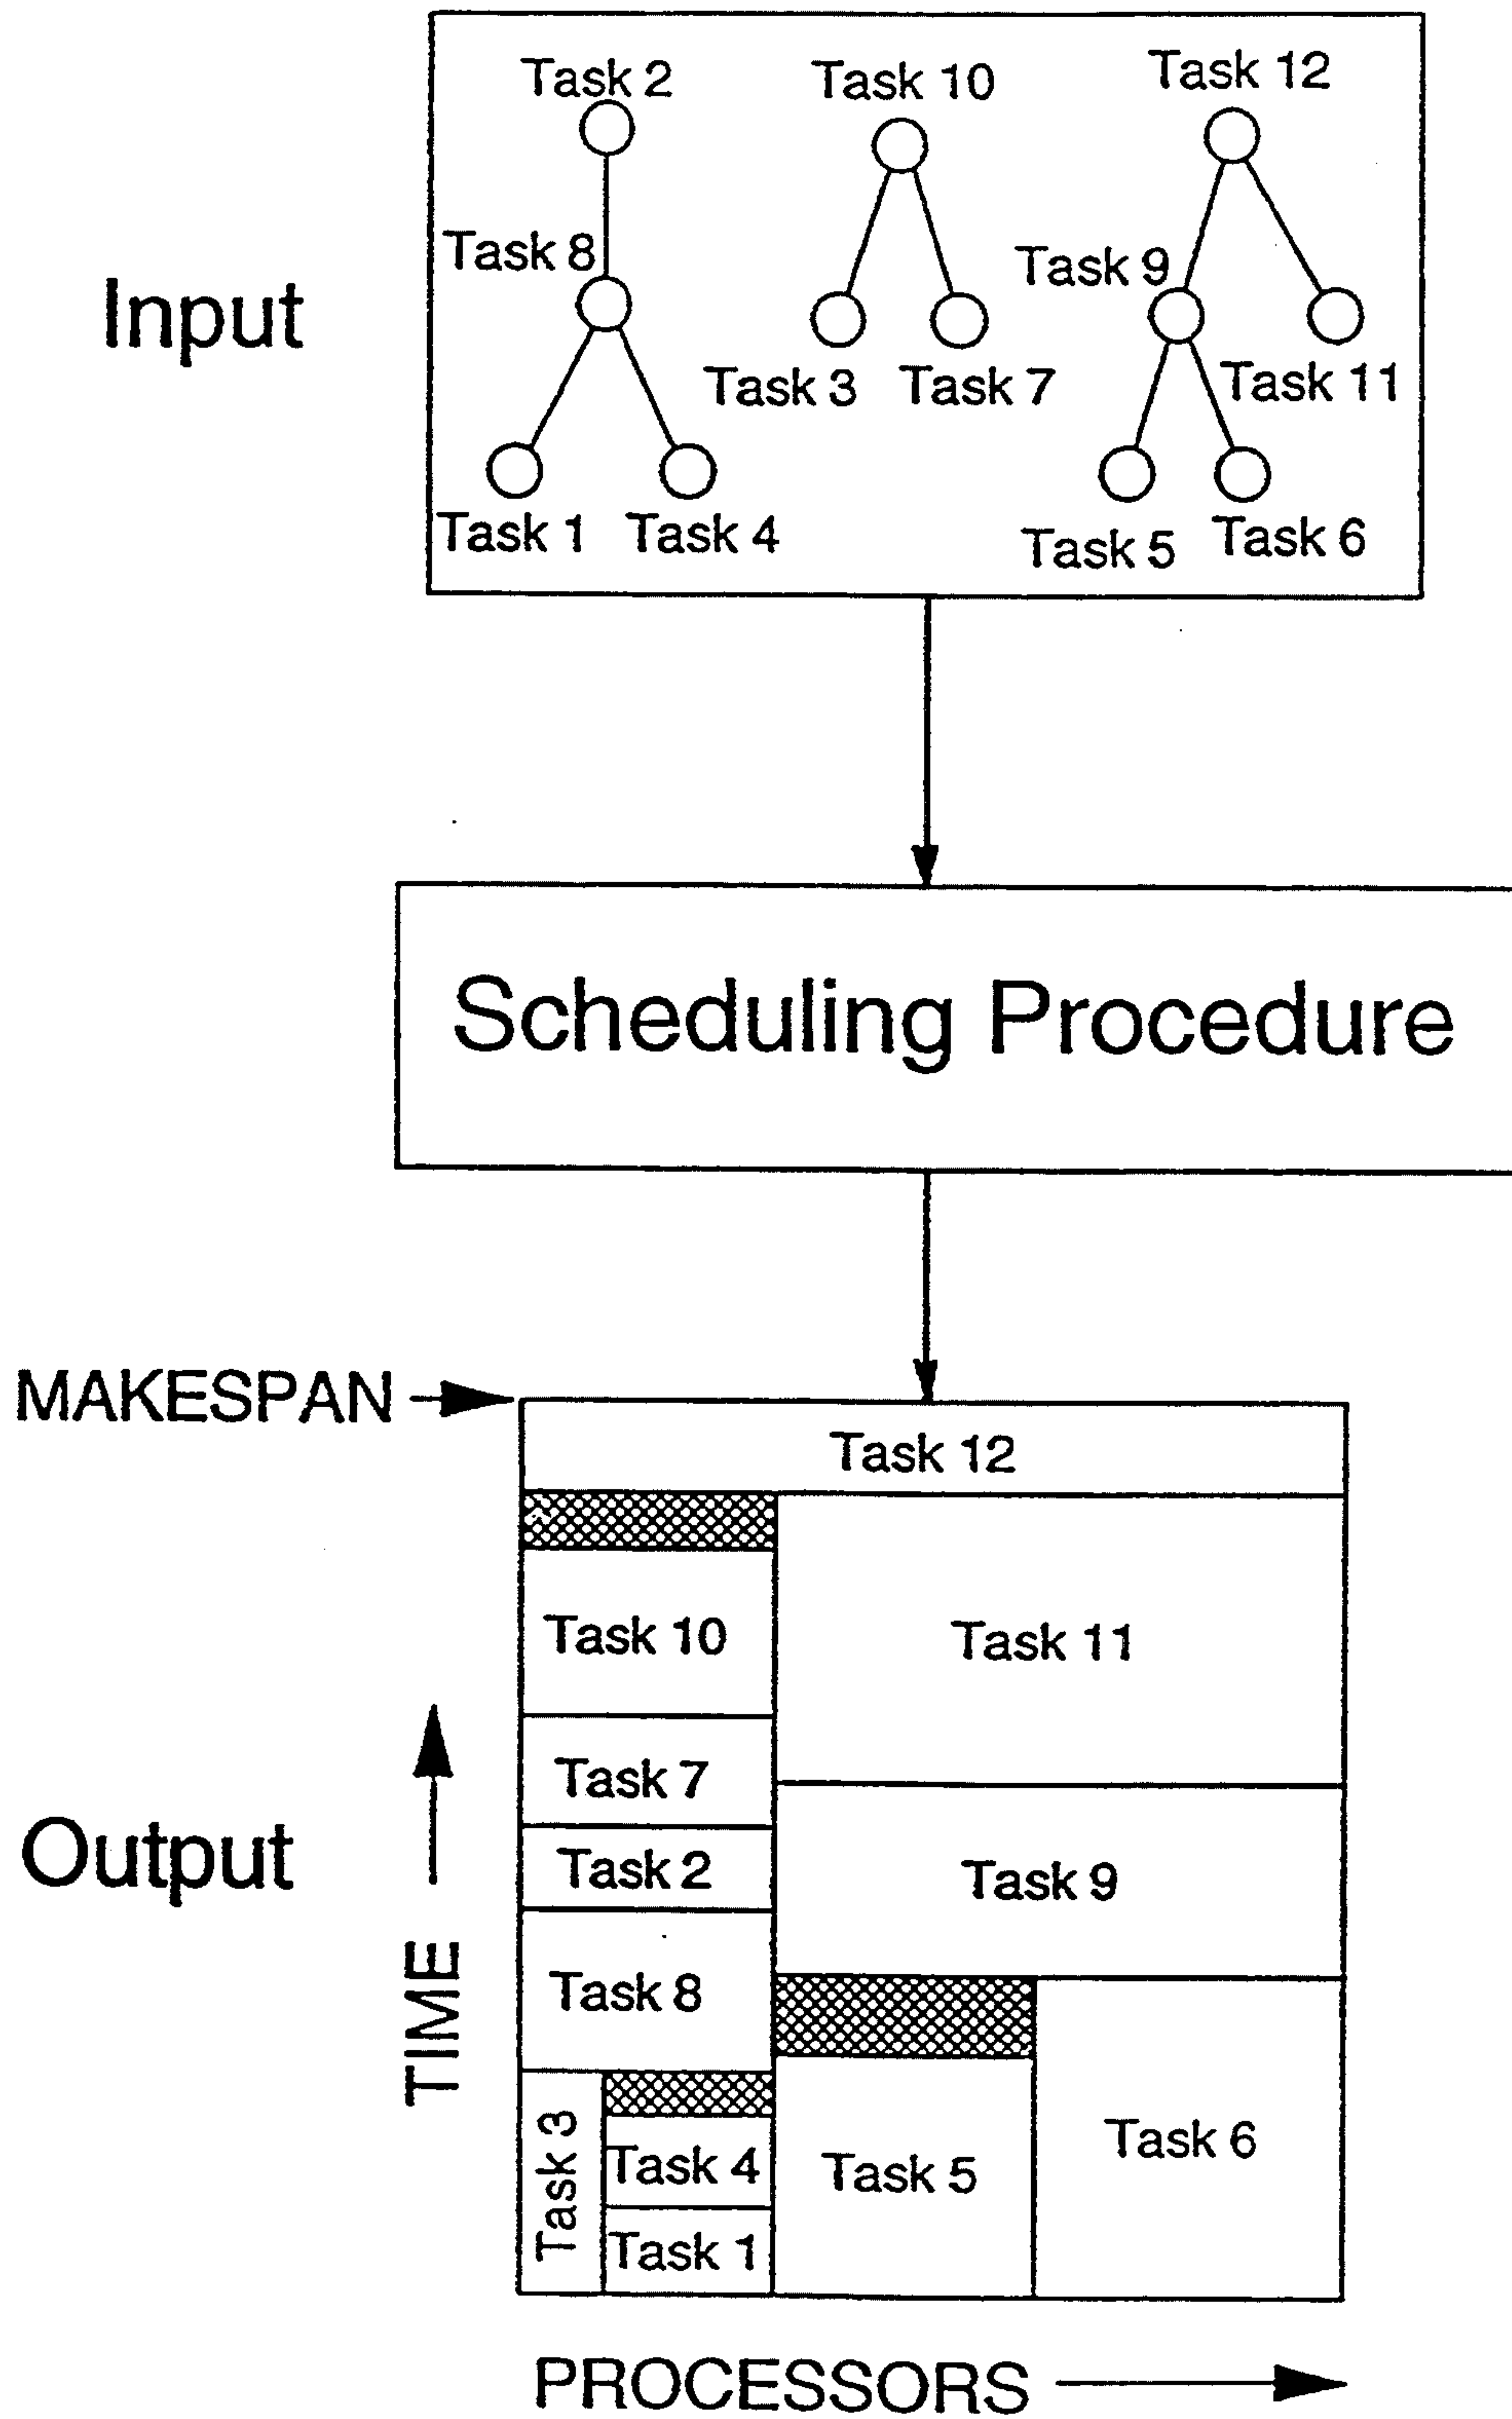 Task 2
Task 10
Task 12
Task 8
Task 9
Input
Task 3
Task 7
Task 11
Task 1
Task 4
Task 5
Task 6
Scheduling Procedure
MAKESPAN
Task 12
Task 10
Task 11
Task 7
Task 2
Task 9
Output
TIME
Task 8
Task 3
Task 4
Task 5
Task 6
Task 1
PROCESSORS